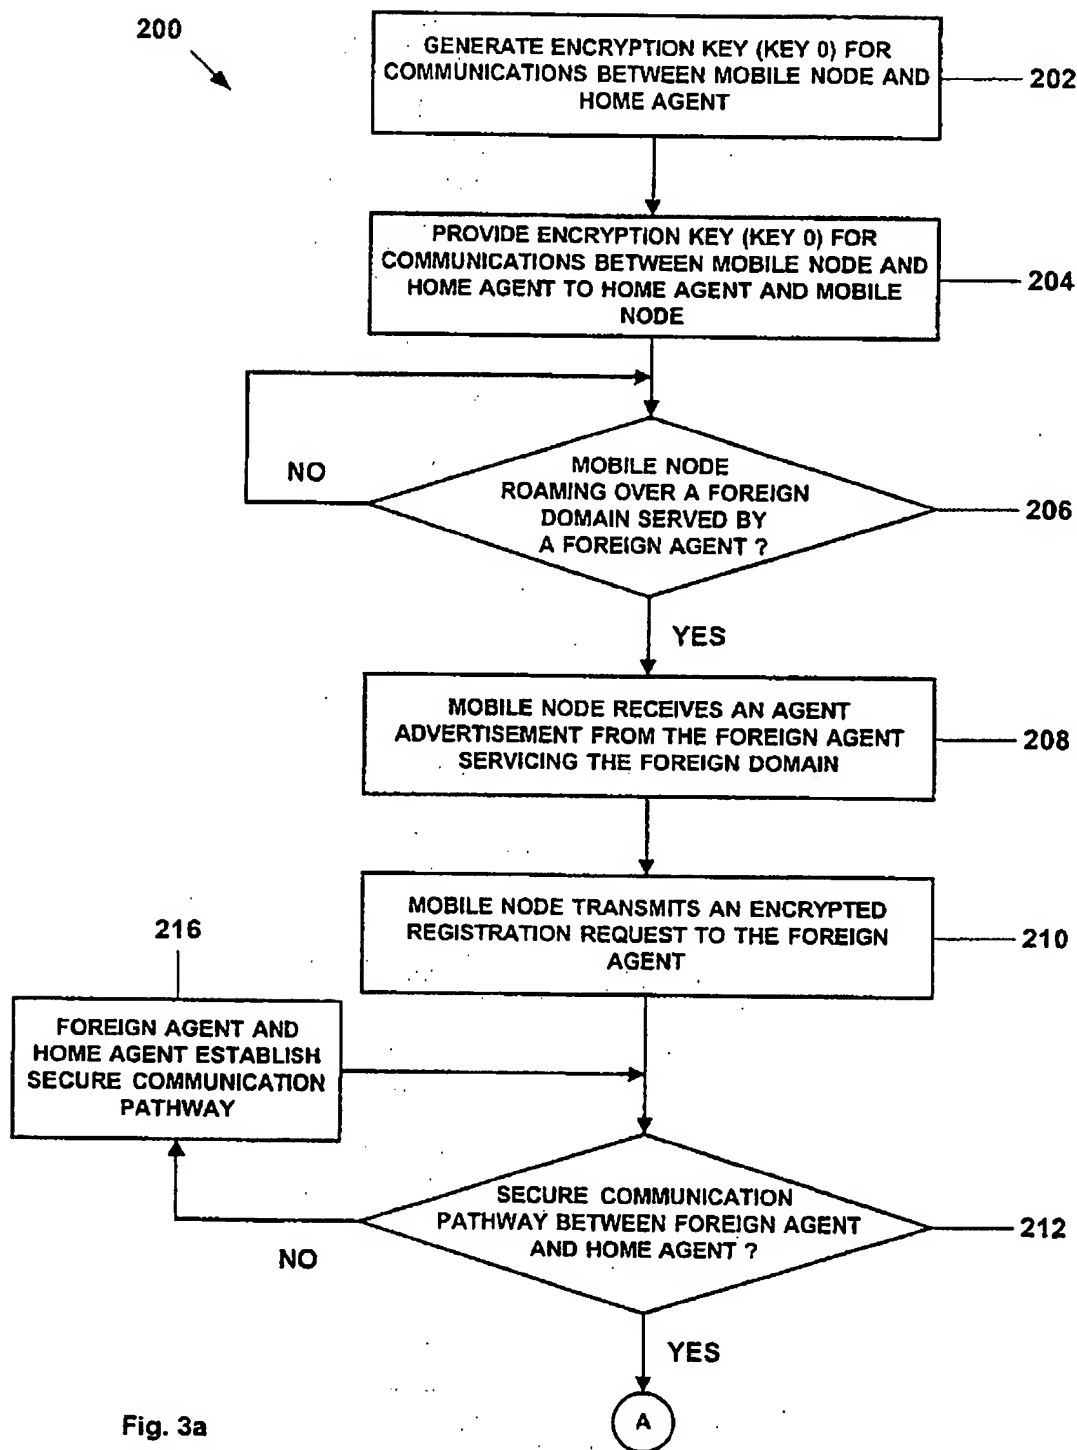 200
GENERATE ENCRYPTION KEY (KEY 0) FOR
COMMUNICATIONS BETWEEN MOBILE NODE AND
HOME AGENT
202
PROVIDE ENCRYPTION KEY (KEY 0) FOR
COMMUNICATIONS BETWEEN MOBILE NODE AND
HOME AGENT TO HOME AGENT AND MOBILE
NODE
204
NO
MOBILE NODE
ROAMING OVER A FOREIGN
DOMAIN SERVED BY
A FOREIGN AGENT ?
206
YES
MOBILE NODE RECEIVES AN AGENT
ADVERTISEMENT FROM THE FOREIGN AGENT
SERVICING THE FOREIGN DOMAIN
208
MOBILE NODE TRANSMITS AN ENCRYPTED
REGISTRATION REQUEST TO THE FOREIGN
AGENT
210
216
FOREIGN AGENT AND
HOME AGENT ESTABLISH
SECURE COMMUNICATION
PATHWAY
SECURE COMMUNICATION
PATHWAY BETWEEN FOREIGN AGENT
AND HOME AGENT ?
212
NO
YES
A
Fig. 3a